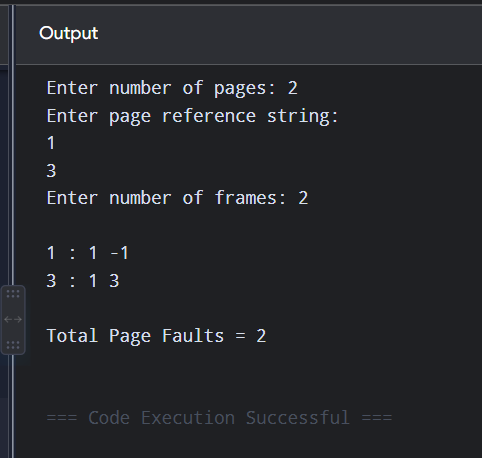 Output
Enter number of pages: 2
Enter page reference string:
1
3
Enter number of frames: 2
1 : 1 -1
3 : 1 3
Total Page Faults = 2
=== Code Execution Successful ===